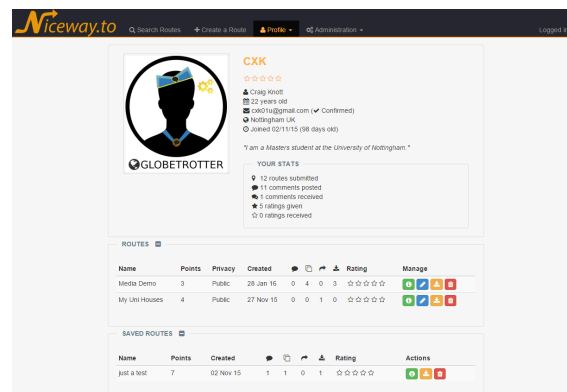 Niceway.to
Search Routes Create a Route Profile Administration Logged in
CXK
Craig Knott
22 years old
cxk01u@gmail.com (✔ Confirmed)
Nottingham UK
Joined 02/11/15 (98 days old)
"I am a Masters student at the University of Nottingham."
GLOBETROTTER
YOUR STATS
12 routes submitted
11 comments posted
1 comments received
5 ratings given
0 ratings received
ROUTES
Name Points Privacy Created Rating Manage
Media Demo 3 Public 28 Jan 16 0 4 0 3
My Uni Houses 4 Public 27 Nov 15 0 0 1 0
SAVED ROUTES
Name Points Created Rating Actions
just a test 7 02 Nov 15 1 1 0 1